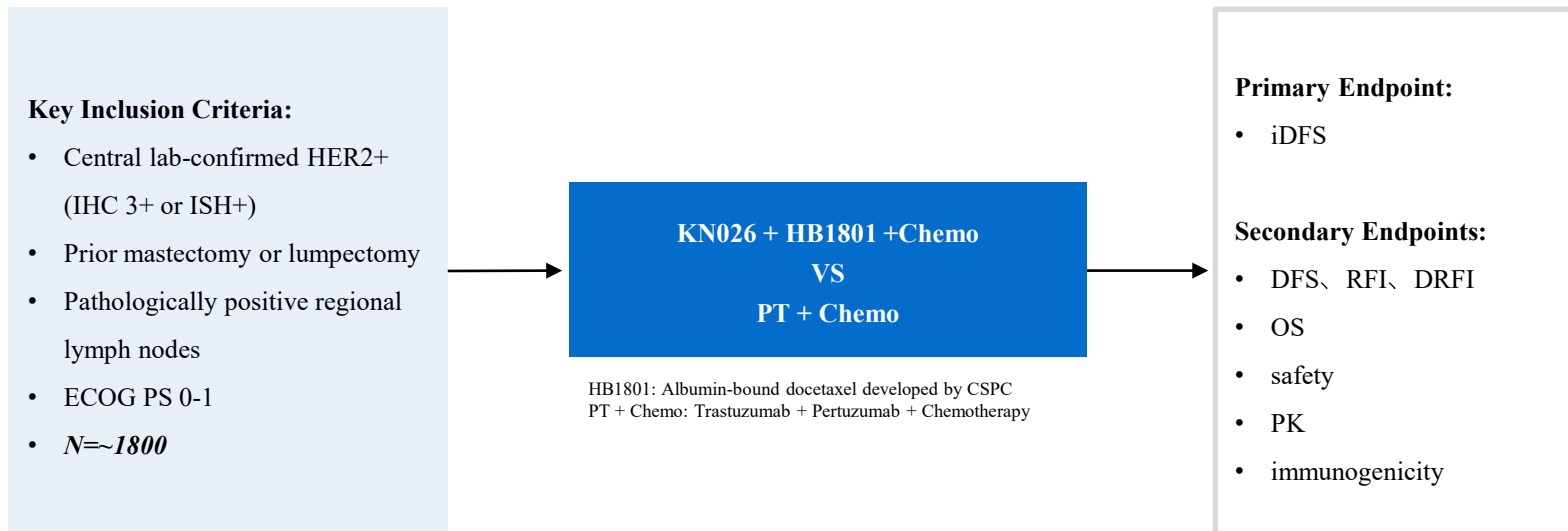 Key Inclusion Criteria:
• Central lab-confirmed HER2+
(IHC 3+ or ISH+)
• Prior mastectomy or lumpectomy
• Pathologically positive regional
lymph nodes
• ECOG PS 0-1
• N=~1800
KN026 + HB1801 +Chemo
VS
PT + Chemo
HB1801: Albumin-bound docetaxel developed by CSPC
PT + Chemo: Trastuzumab + Pertuzumab + Chemotherapy
Primary Endpoint:
• iDFS
Secondary Endpoints:
• DFS、RFI、DRFI
• OS
• safety
• PK
• immunogenicity